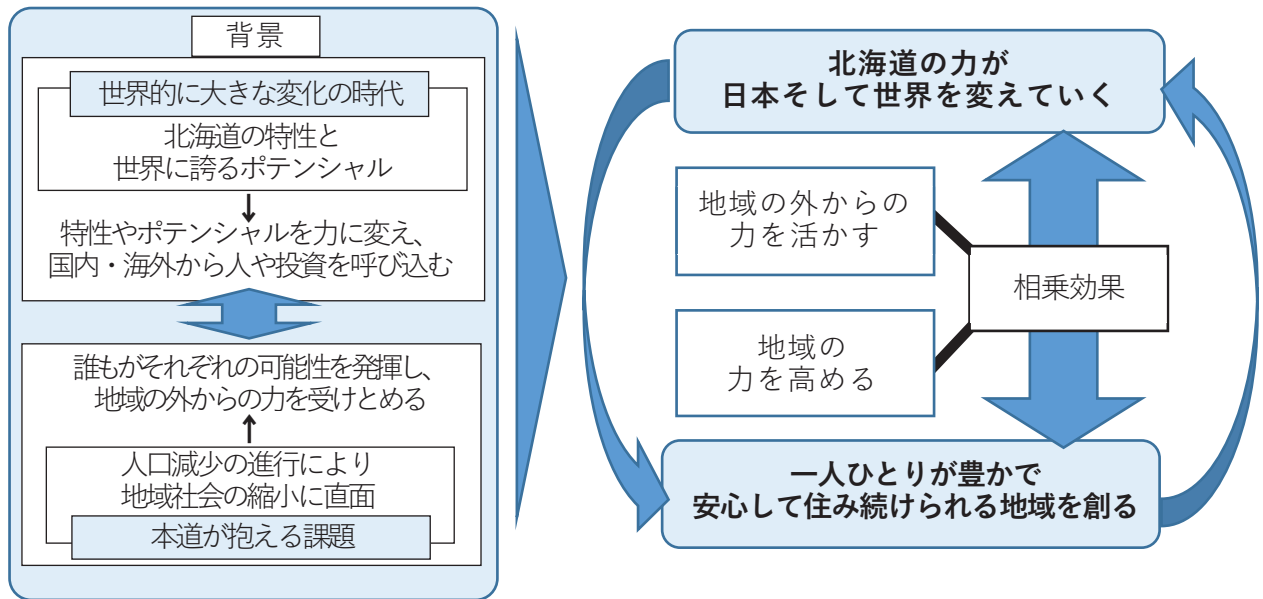 背景
世界的に大きな変化の時代
北海道の特性と
世界に誇るポテンシャル
特性やポテンシャルを力に変え、
国内・海外から人や投資を呼び込む
誰もがそれぞれの可能性を発揮し、
地域の外からの力を受けとめる
人口減少の進行により
地域社会の縮小に直面
本道が抱える課題
北海道の力が
日本そして世界を変えていく
地域の外からの
力を活かす
相乗効果
地域の
力を高める
一人ひとりが豊かで
安心して住み続けられる地域を創る